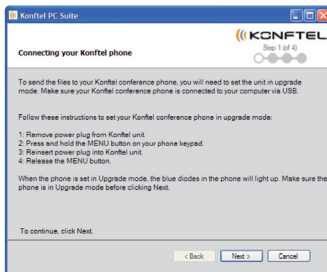 Konftel PC Suite
KONFTEL
Connecting your Konftel phone
Step 1 (of 4)
To send the files to your Konftel conference phone, you will need to set the unit in upgrade
mode. Make sure your Konftel conference phone is connected to your computer via USB.
Follow these instructions to set your Konftel conference phone in upgrade mode:
1: Remove power plug from Konftel unit.
2: Press and hold the MENU button on your phone keypad.
3: Reinsert power plug into Konftel unit.
4: Release the MENU button.
When the phone is set in Upgrade mode, the blue diodes in the phone will light up. Make sure the
phone is in Upgrade mode before clicking Next.
To continue, click Next.
< Back
Next >
Cancel